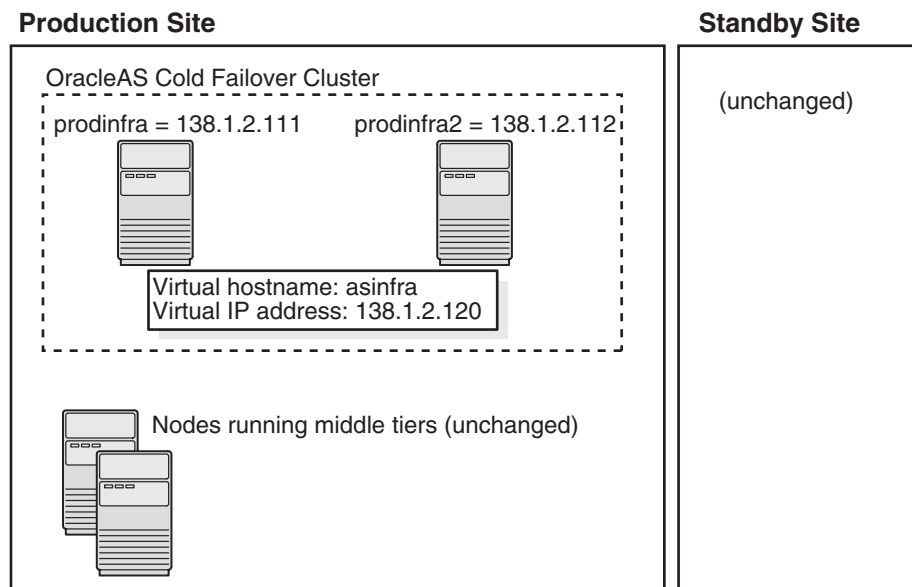 Production Site
Standby Site
OracleAS Cold Failover Cluster
prodinfra = 138.1.2.111
prodinfra2 = 138.1.2.112
Virtual hostname: asinfra
Virtual IP address: 138.1.2.120
Nodes running middle tiers (unchanged)
(unchanged)